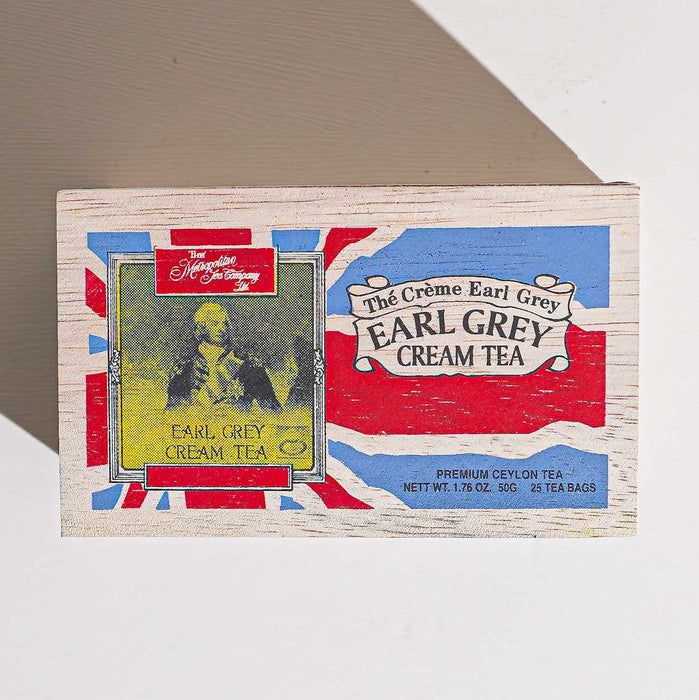 The
Metropolitan
Tea Company
Ltd.
EARL GREY
CREAM TEA
Thé Crème Earl Grey
EARL GREY
CREAM TEA
PREMIUM CEYLON TEA
NETT WT. 1.76 OZ. 50G 25 TEA BAGS